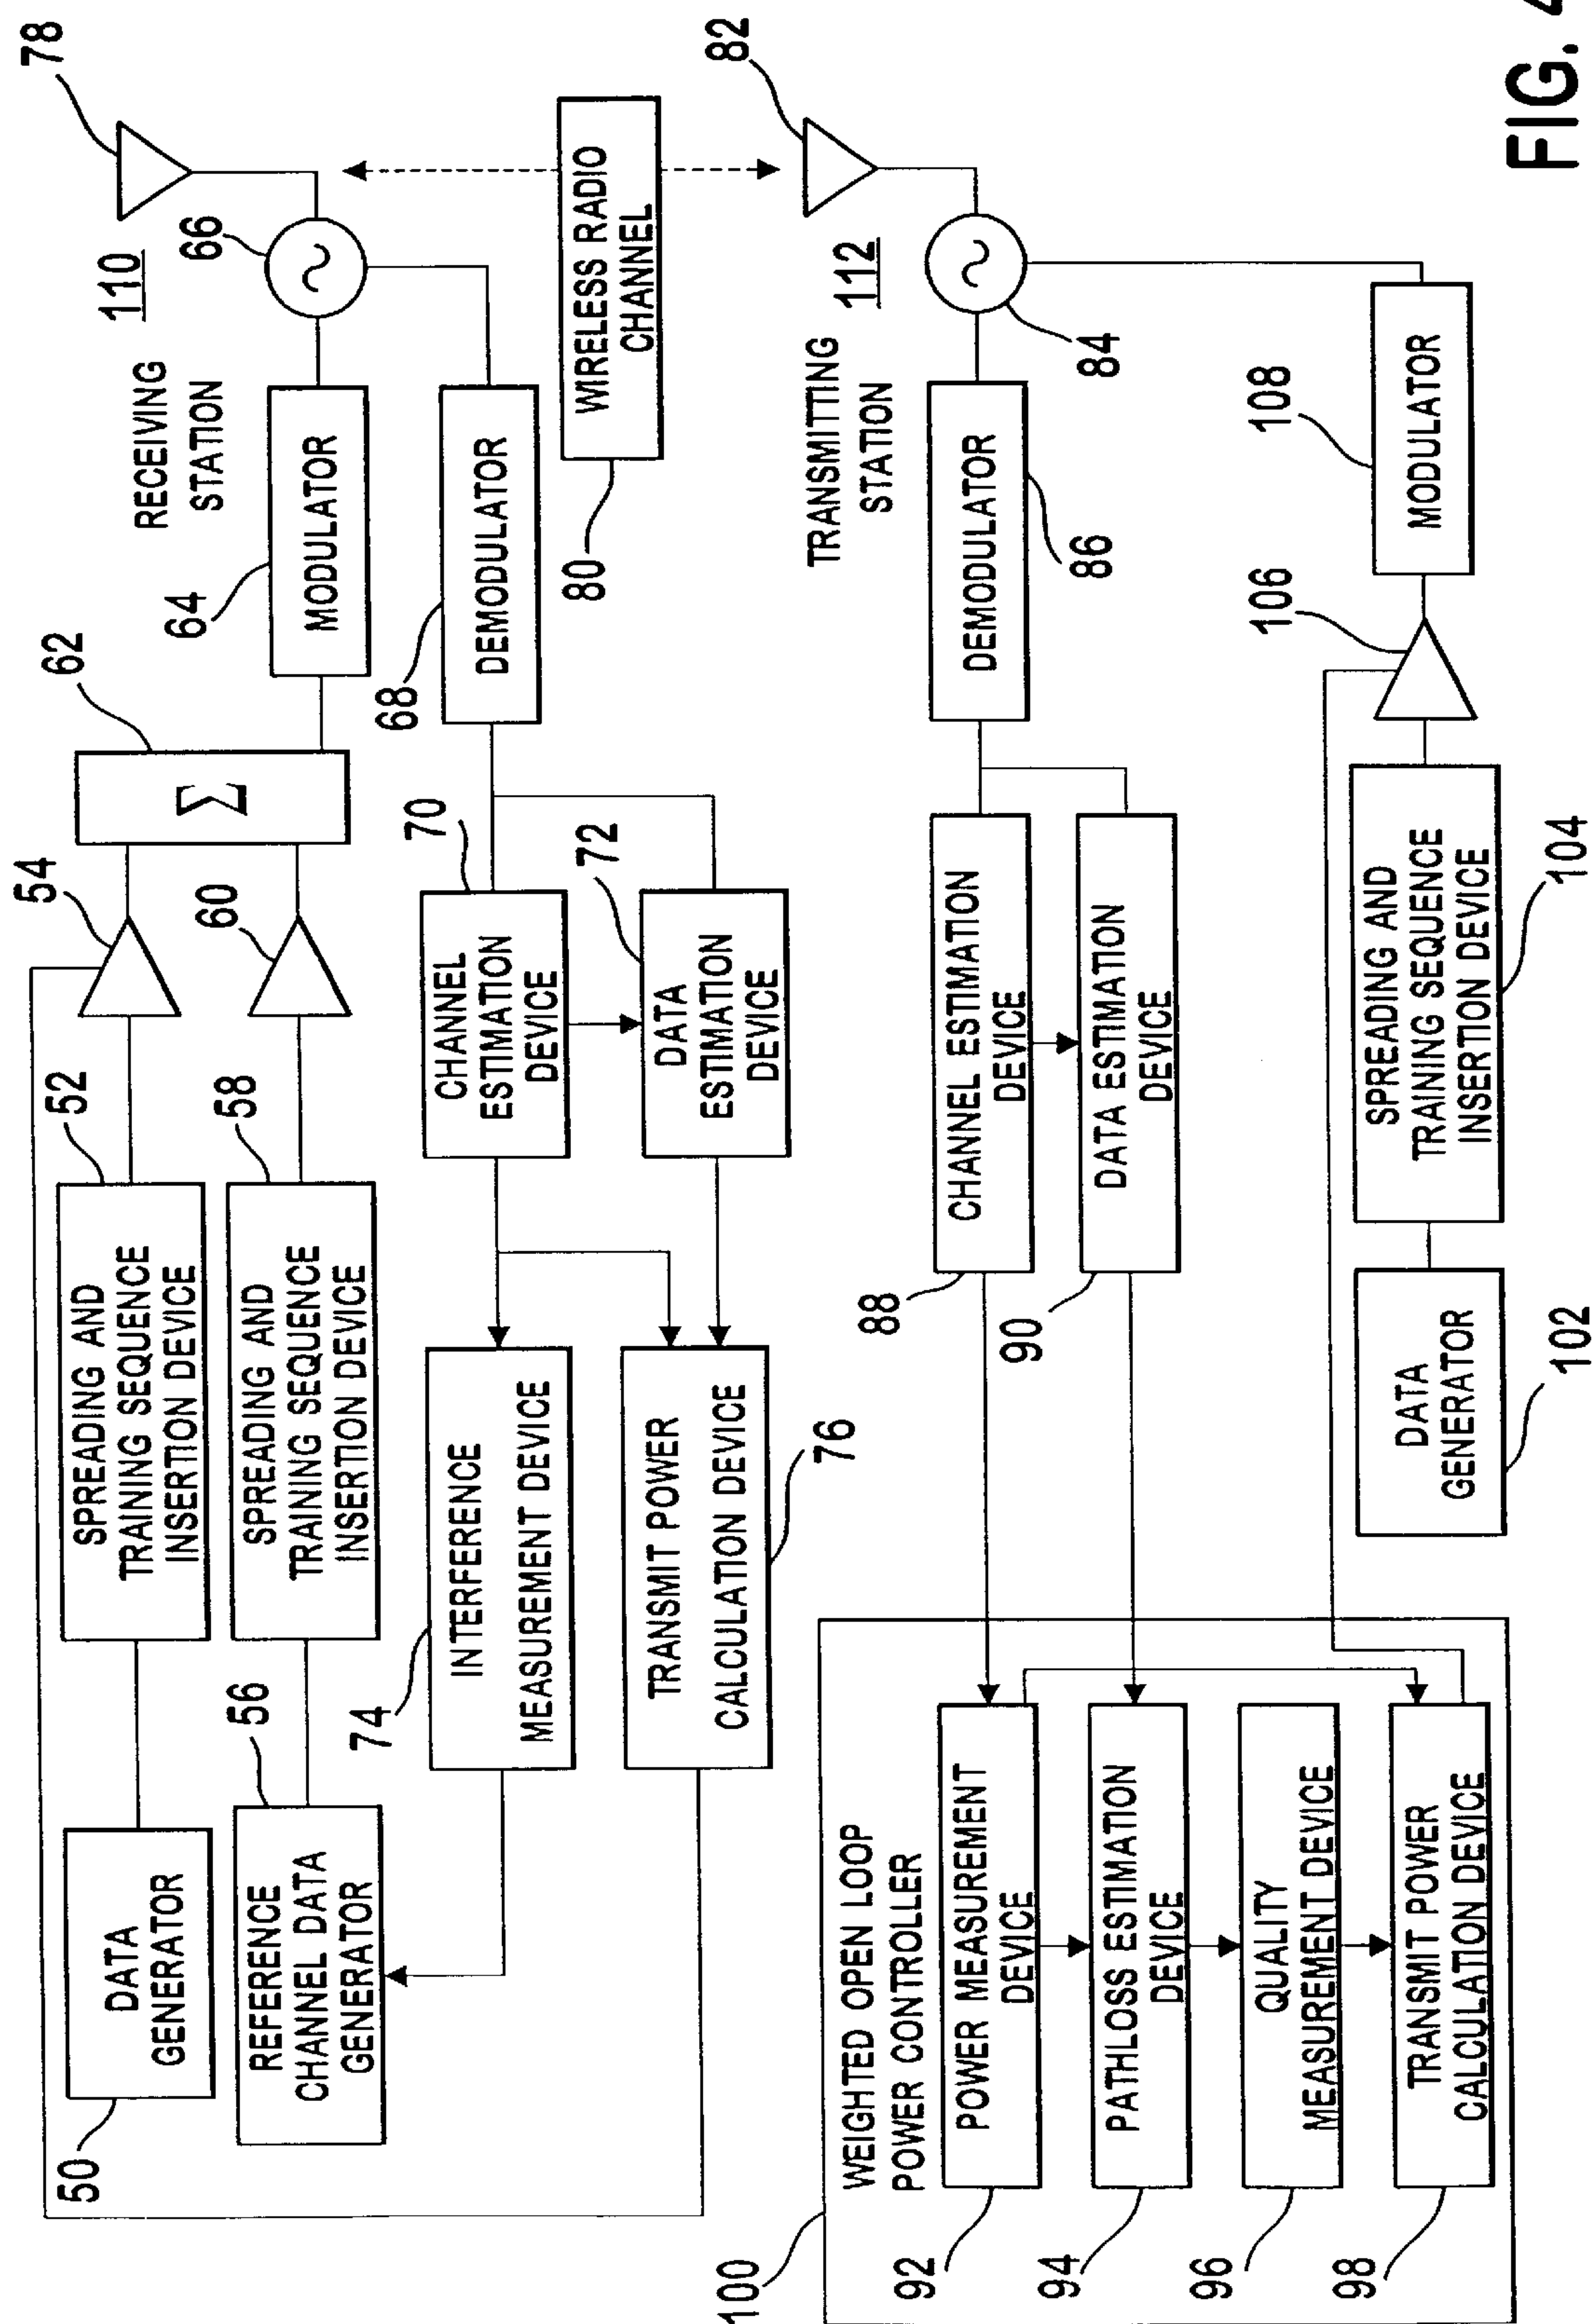 78
110
66
RECEIVING
STATION
64
MODULATOR
62
Σ
54
60
52
SPREADING AND
TRAINING SEQUENCE
INSERTION DEVICE
58
SPREADING AND
TRAINING SEQUENCE
INSERTION DEVICE
50
DATA
GENERATOR
56
REFERENCE
CHANNEL DATA
GENERATOR
68
DEMODULATOR
70
CHANNEL
ESTIMATION
DEVICE
72
DATA
ESTIMATION
DEVICE
74
INTERFERENCE
MEASUREMENT DEVICE
TRANSMIT POWER
CALCULATION DEVICE
76
WIRELESS RADIO
CHANNEL
80
82
112
TRANSMITTING
STATION
84
DEMODULATOR
86
CHANNEL ESTIMATION
DEVICE
88
DATA ESTIMATION
DEVICE
90
100
WEIGHTED OPEN LOOP
POWER CONTROLLER
POWER MEASUREMENT
DEVICE
92
PATHLOSS ESTIMATION
DEVICE
94
QUALITY
MEASUREMENT DEVICE
96
TRANSMIT POWER
CALCULATION DEVICE
98
DATA
GENERATOR
102
SPREADING AND
TRAINING SEQUENCE
INSERTION DEVICE
104
106
MODULATOR
108
FIG. 4